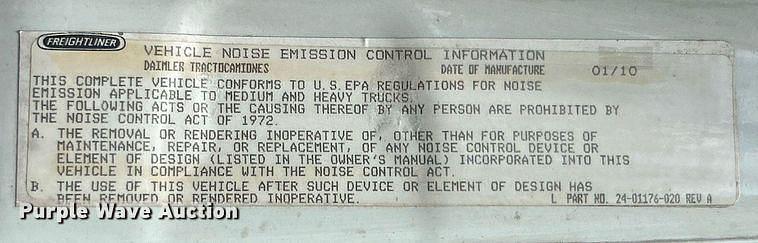 FREIGHTLINER
VEHICLE NOISE EMISSION CONTROL INFORMATION
DAIMLER TRACTOCAMIONES DATE OF MANUFACTURE 01/10
THIS COMPLETE VEHICLE CONFORMS TO U.S.EPA REGULATIONS FOR NOISE
EMISSION APPLICABLE TO MEDIUM AND HEAVY TRUCKS.
THE FOLLOWING ACTS OR THE CAUSING THEREOF BY ANY PERSON ARE PROHIBITED BY
THE NOISE CONTROL ACT OF 1972.
A. THE REMOVAL OR RENDERING INOPERATIVE OF, OTHER THAN FOR PURPOSES OF
MAINTENANCE, REPAIR, OR REPLACEMENT, OF ANY NOISE CONTROL DEVICE OR
ELEMENT OF DESIGN (LISTED IN THE OWNER'S MANUAL) INCORPORATED INTO THIS
VEHICLE IN COMPLIANCE WITH THE NOISE CONTROL ACT.
B. THE USE OF THIS VEHICLE AFTER SUCH DEVICE OR ELEMENT OF DESIGN HAS
BEEN REMOVED OR RENDERED INOPERATIVE. L PART NO. 24-01176-020 REV A
Purple Wave Auction